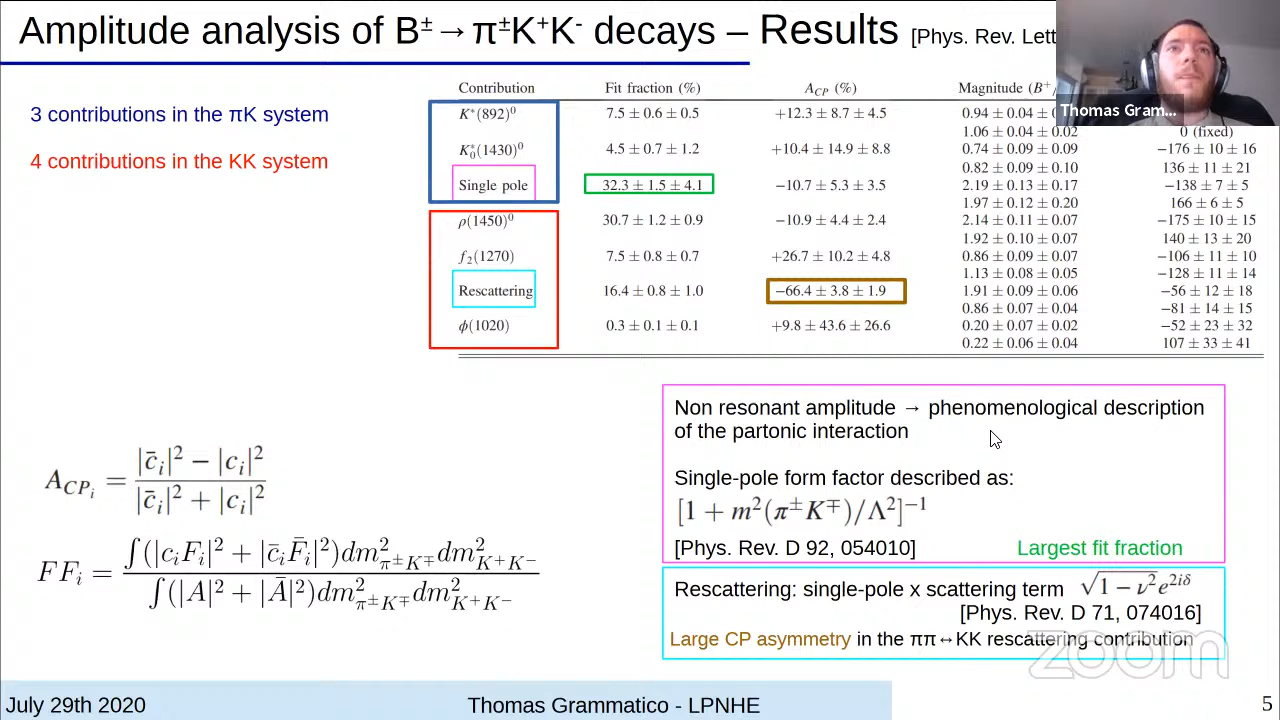 Amplitude analysis of B±→π±K+K- decays – Results [Phys. Rev. Lett
Thomas Gram...
3 contributions in the πK system
4 contributions in the KK system
Contribution Fit fraction (%) A_CP (%) Magnitude (B+/
K*(892)⁰ 7.5 ± 0.6 ± 0.5 +12.3 ± 8.7 ± 4.5 0.94 ± 0.04 ±
1.06 ± 0.04 ± 0.02 0 (fixed)
K*₀(1430)⁰ 4.5 ± 0.7 ± 1.2 +10.4 ± 14.9 ± 8.8 0.74 ± 0.09 ± 0.09 −176 ± 10 ± 16
0.82 ± 0.09 ± 0.10 136 ± 11 ± 21
Single pole 32.3 ± 1.5 ± 4.1 −10.7 ± 5.3 ± 3.5 2.19 ± 0.13 ± 0.17 −138 ± 7 ± 5
1.97 ± 0.12 ± 0.20 166 ± 6 ± 5
ρ(1450)⁰ 30.7 ± 1.2 ± 0.9 −10.9 ± 4.4 ± 2.4 2.14 ± 0.11 ± 0.07 −175 ± 10 ± 15
1.92 ± 0.10 ± 0.07 140 ± 13 ± 20
f₂(1270) 7.5 ± 0.8 ± 0.7 +26.7 ± 10.2 ± 4.8 0.86 ± 0.09 ± 0.07 −106 ± 11 ± 10
1.13 ± 0.08 ± 0.05 −128 ± 11 ± 14
Rescattering 16.4 ± 0.8 ± 1.0 −66.4 ± 3.8 ± 1.9 1.91 ± 0.09 ± 0.06 −56 ± 12 ± 18
0.86 ± 0.07 ± 0.04 −81 ± 14 ± 15
φ(1020) 0.3 ± 0.1 ± 0.1 +9.8 ± 43.6 ± 26.6 0.20 ± 0.07 ± 0.02 −52 ± 23 ± 32
0.22 ± 0.06 ± 0.04 107 ± 33 ± 41
A_CPᵢ = (|c̄ᵢ|² − |cᵢ|²) / (|c̄ᵢ|² + |cᵢ|²)
FFᵢ = ∫(|cᵢFᵢ|² + |c̄ᵢF̄ᵢ|²)dm²_π±K∓ dm²_K+K− / ∫(|A|² + |Ā|²)dm²_π±K∓ dm²_K+K−
Non resonant amplitude → phenomenological description
of the partonic interaction
Single-pole form factor described as:
[1 + m²(π±K∓)/Λ²]⁻¹
[Phys. Rev. D 92, 054010] Largest fit fraction
Rescattering: single-pole x scattering term √(1 − ν²)e^2iδ
[Phys. Rev. D 71, 074016]
Large CP asymmetry in the ππ↔KK rescattering contribution
zoom
July 29th 2020 Thomas Grammatico - LPNHE 5